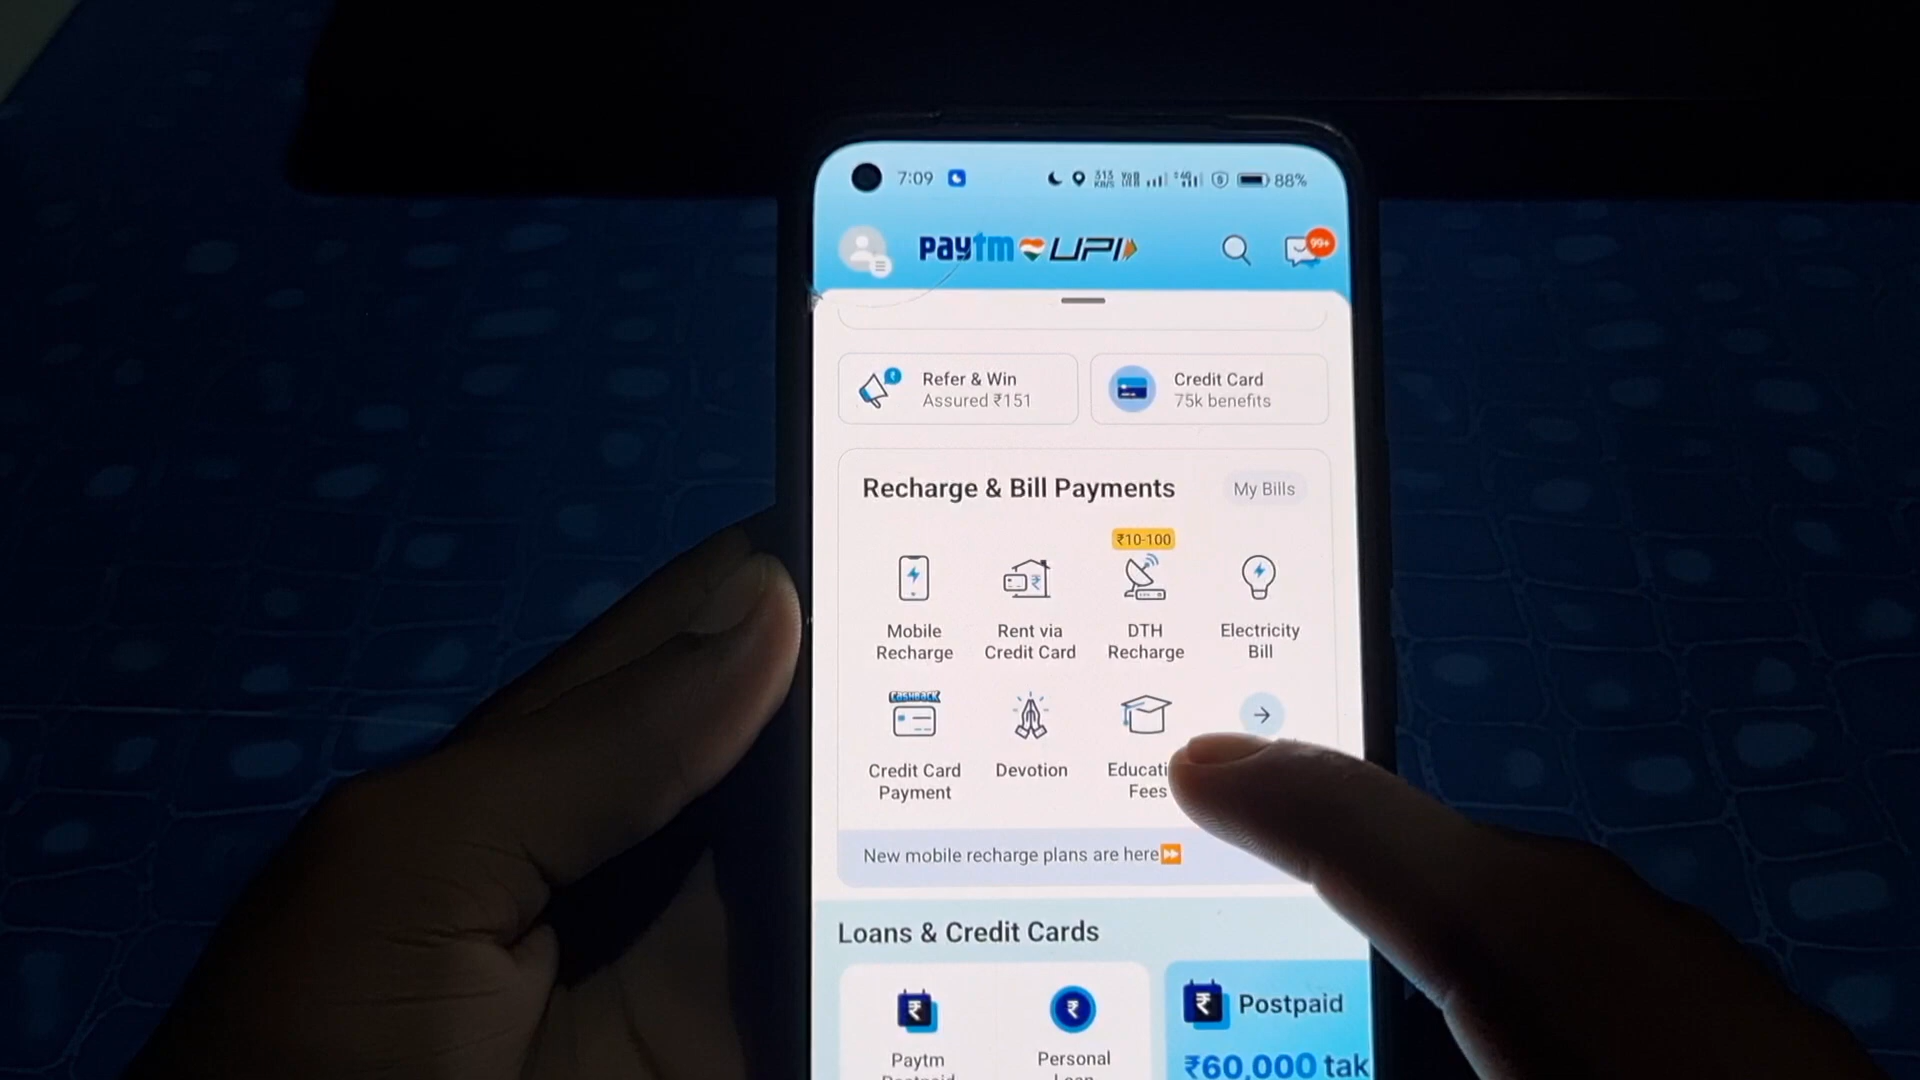 7:09
88%
paytm UPI
99+
Refer & Win
Assured ₹151
Credit Card
75k benefits
Recharge & Bill Payments
My Bills
₹10-100
Mobile
Recharge
Rent via
Credit Card
DTH
Recharge
Electricity
Bill
CASHBACK
Credit Card
Payment
Devotion
Educati
Fees
New mobile recharge plans are here
Loans & Credit Cards
Paytm
Personal
Postpaid
₹60,000 tak